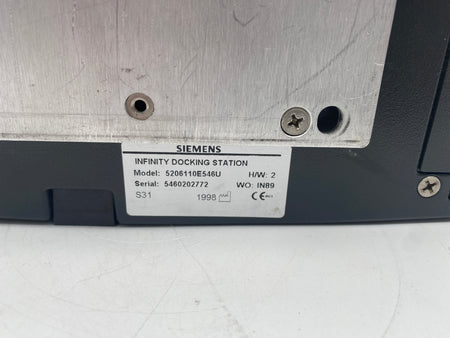 SIEMENS
INFINITY DOCKING STATION
Model: 5206110E546U H/W: 2
Serial: 5460202772 WO: IN89
S31 1998 CE